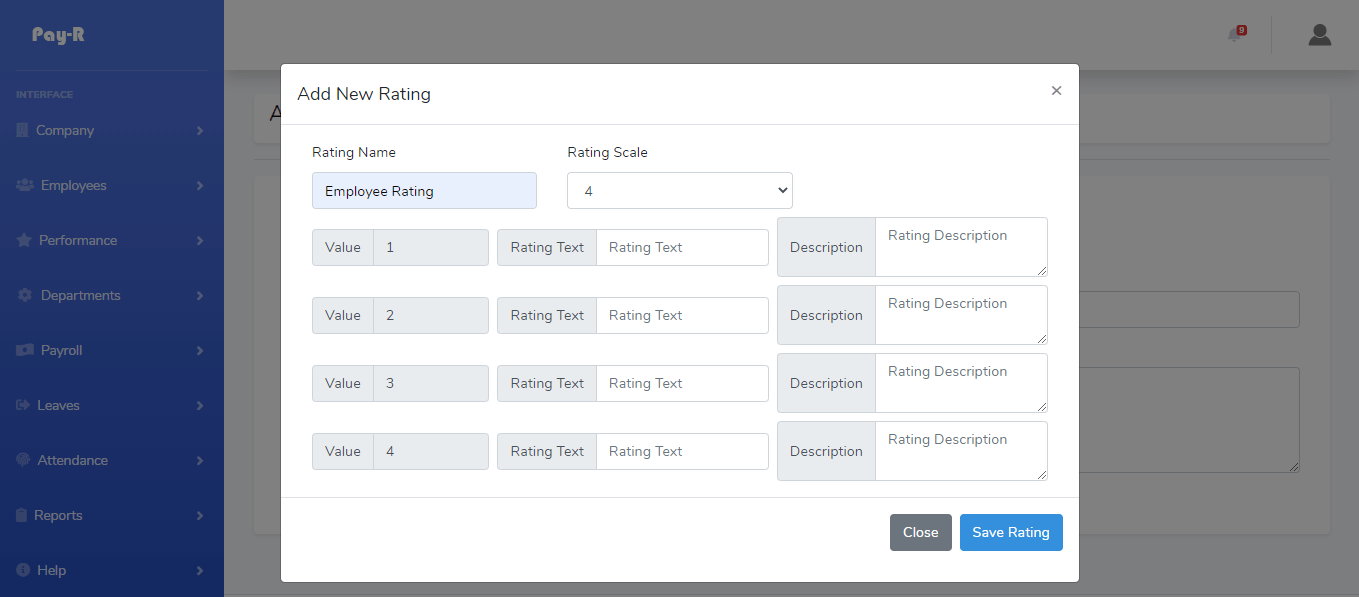 Pay-R
9
INTERFACE
Company
Employees
Performance
Departments
Payroll
Leaves
Attendance
Reports
Help
Add New Rating
×
Rating Name
Rating Scale
Employee Rating
4
Value 1 Rating Text Rating Text Description Rating Description
Value 2 Rating Text Rating Text Description Rating Description
Value 3 Rating Text Rating Text Description Rating Description
Value 4 Rating Text Rating Text Description Rating Description
Close Save Rating